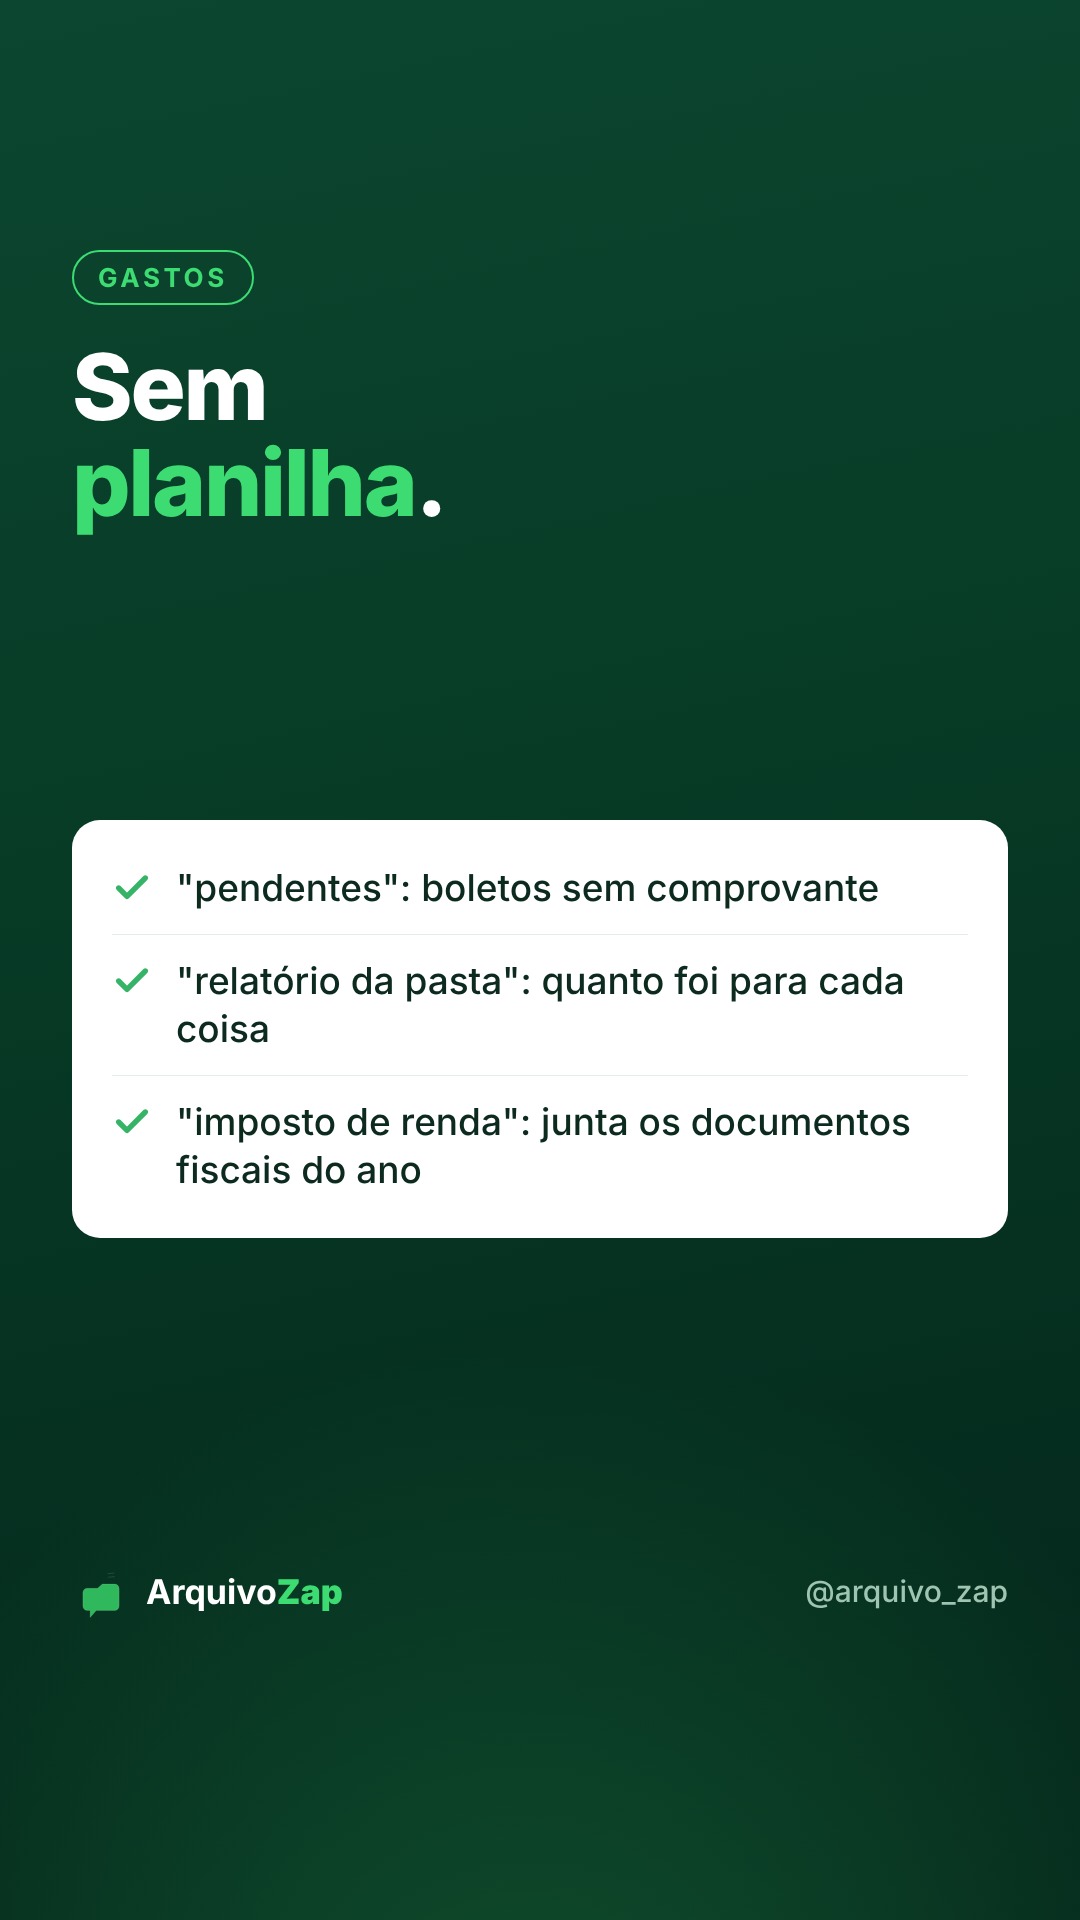 GASTOS
Sem
planilha.
"pendentes": boletos sem comprovante
"relatório da pasta": quanto foi para cada
coisa
"imposto de renda": junta os documentos
fiscais do ano
ArquivoZap
@arquivo_zap